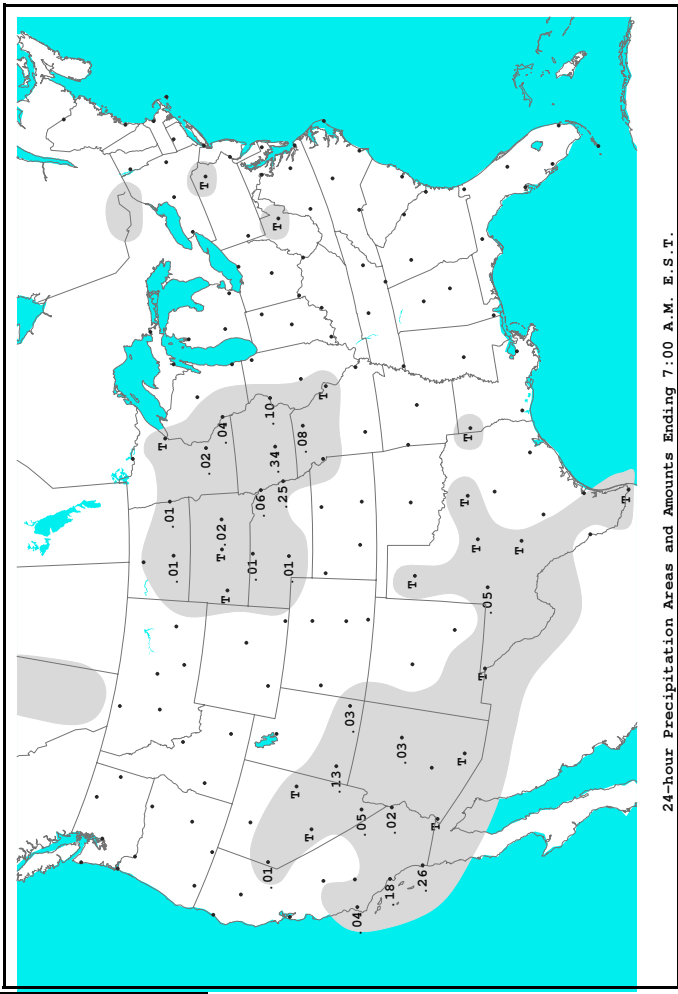 T
.01
.01
.02
T
T
.02
.04
T
.01
.06
.01
.10
.34
T
.25
.01
T
.08
T
T
.13
.03
.04
.05
.18
.02
.03
T
.26
T
T
T
T
T
T
.05
T
T
24-hour Precipitation Areas and Amounts Ending 7:00 A.M. E.S.T.